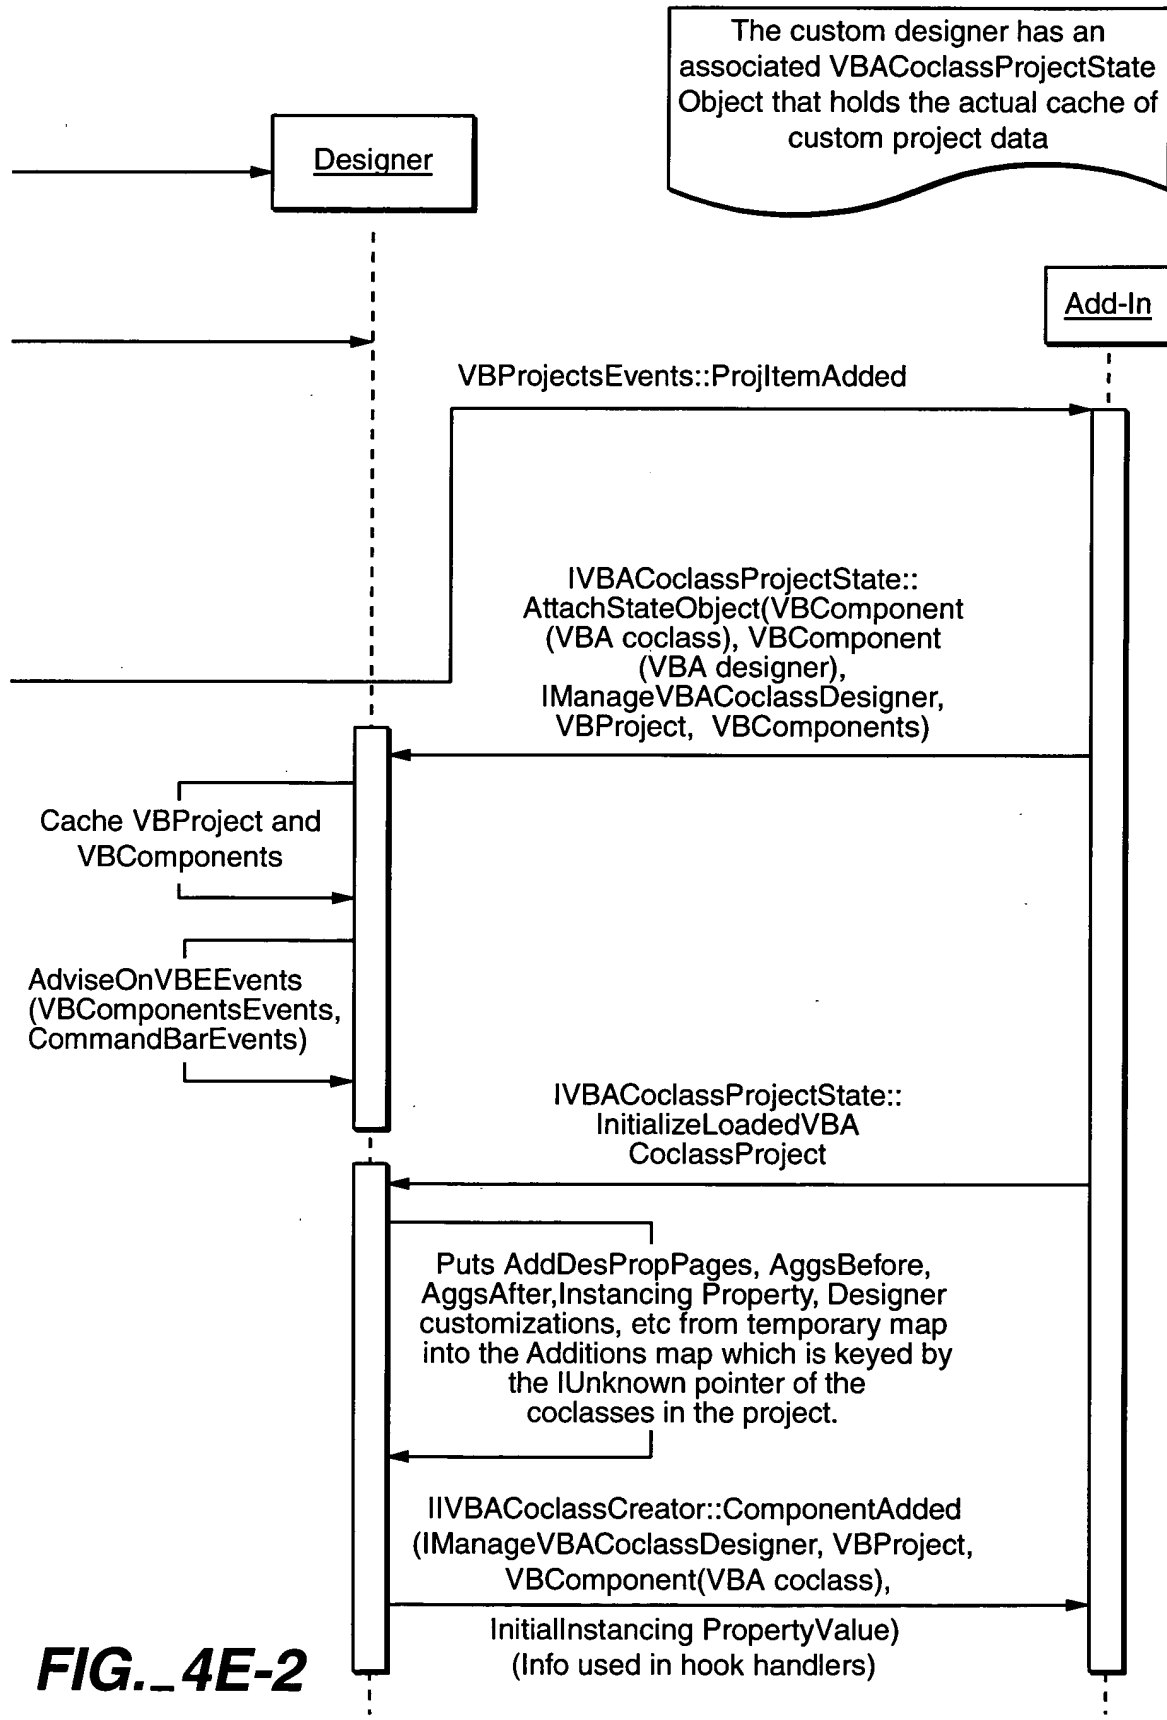 The custom designer has an
associated VBACoclassProjectState
Object that holds the actual cache of
custom project data
Designer
Add-In
VBProjectsEvents::ProjItemAdded
IVBACoclassProjectState::
AttachStateObject(VBComponent
(VBA coclass), VBComponent
(VBA designer),
IManageVBACoclassDesigner,
VBProject, VBComponents)
Cache VBProject and
VBComponents
AdviseOnVBEEvents
(VBComponentsEvents,
CommandBarEvents)
IVBACoclassProjectState::
InitializeLoadedVBA
CoclassProject
Puts AddDesPropPages, AggsBefore,
AggsAfter,Instancing Property, Designer
customizations, etc from temporary map
into the Additions map which is keyed by
the IUnknown pointer of the
coclasses in the project.
IIVBACoclassCreator::ComponentAdded
(IManageVBACoclassDesigner, VBProject,
VBComponent(VBA coclass),
InitialInstancing PropertyValue)
(Info used in hook handlers)
FIG._4E-2